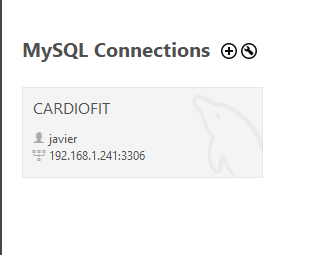 MySQL Connections
CARDIOFIT
javier
192.168.1.241:3306